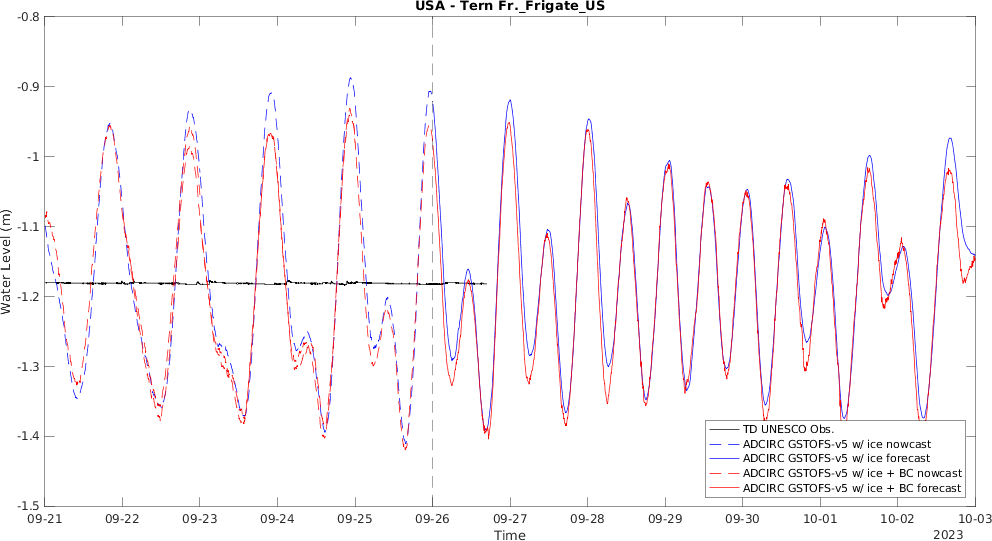 USA - Tern Fr._Frigate_US
-0.8
-0.9
-1
-1.1
-1.2
-1.3
-1.4
-1.5
Water Level (m)
TD UNESCO Obs.
ADCIRC GSTOFS-v5 w/ ice nowcast
ADCIRC GSTOFS-v5 w/ ice forecast
ADCIRC GSTOFS-v5 w/ ice + BC nowcast
ADCIRC GSTOFS-v5 w/ ice + BC forecast
09-21 09-22 09-23 09-24 09-25 09-26 09-27 09-28 09-29 09-30 10-01 10-02 10-03
Time
2023